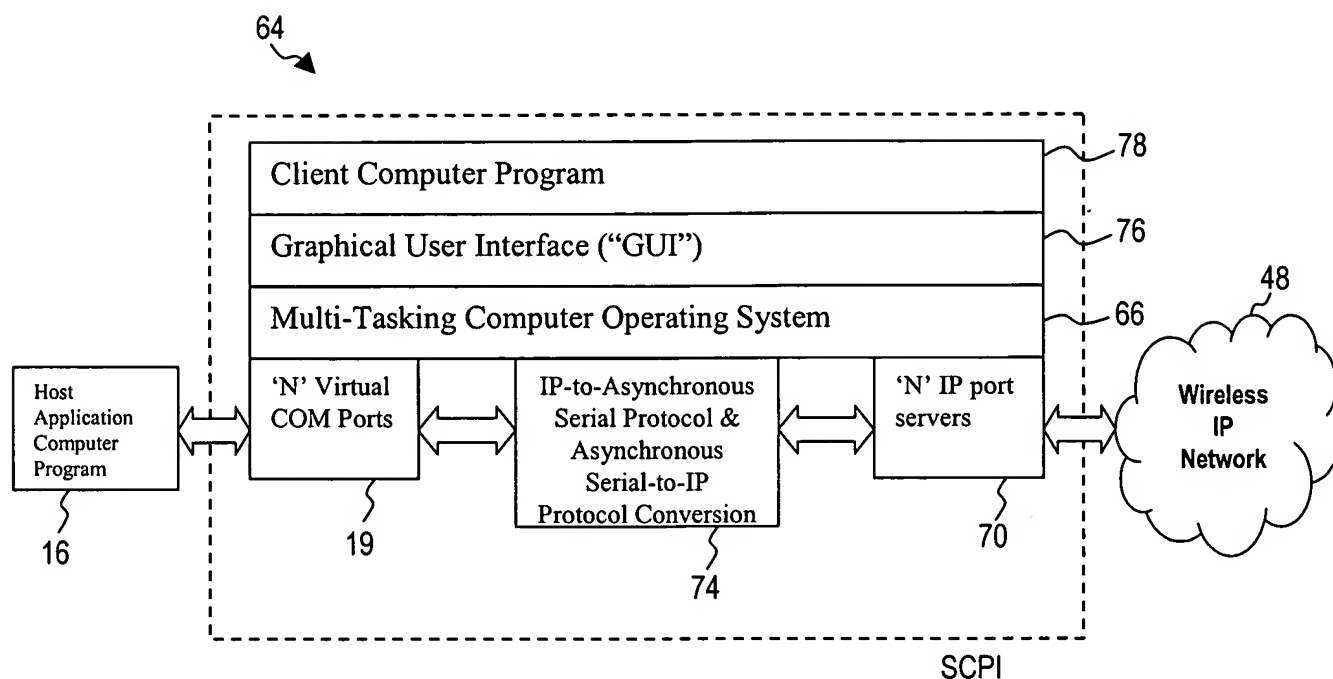 64
Client Computer Program
78
Graphical User Interface (“GUI”)
76
Multi-Tasking Computer Operating System
66
48
Host
Application
Computer
Program
16
‘N’ Virtual
COM Ports
19
IP-to-Asynchronous
Serial Protocol &
Asynchronous
Serial-to-IP
Protocol Conversion
74
‘N’ IP port
servers
70
Wireless
IP
Network
SCPI